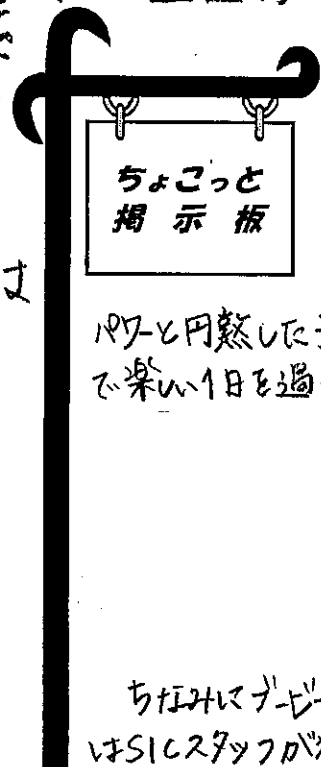 ちょこっと
掲示板
パワーと円熟した
で楽しい1日を過
ちなみにブービー
はSICスタッフが